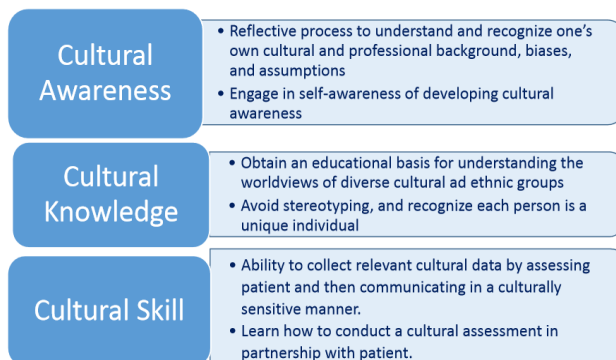 Cultural
Awareness
• Reflective process to understand and recognize one's
own cultural and professional background, biases,
and assumptions
• Engage in self-awareness of developing cultural
awareness
Cultural
Knowledge
• Obtain an educational basis for understanding the
worldviews of diverse cultural ad ethnic groups
• Avoid stereotyping, and recognize each person is a
unique individual
Cultural Skill
• Ability to collect relevant cultural data by assessing
patient and then communicating in a culturally
sensitive manner.
• Learn how to conduct a cultural assessment in
partnership with patient.